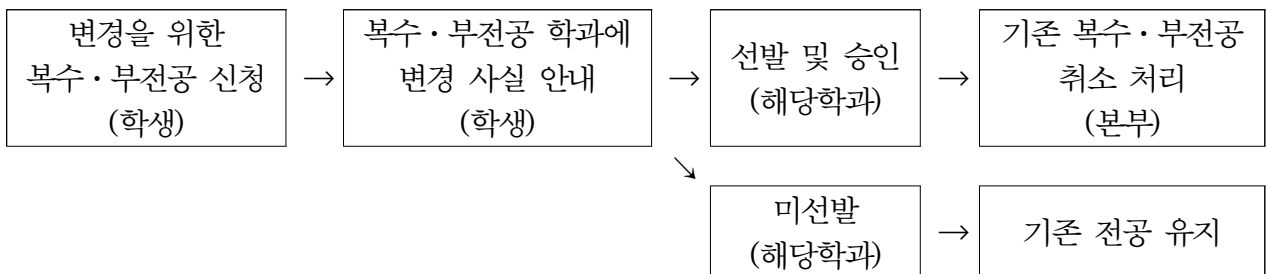 변경을 위한
복수·부전공 신청
(학생)
→
복수·부전공 학과에
변경 사실 안내
(학생)
→
선발 및 승인
(해당학과)
→
기존 복수·부전공
취소 처리
(본부)
↘
미선발
(해당학과)
→
기존 전공 유지